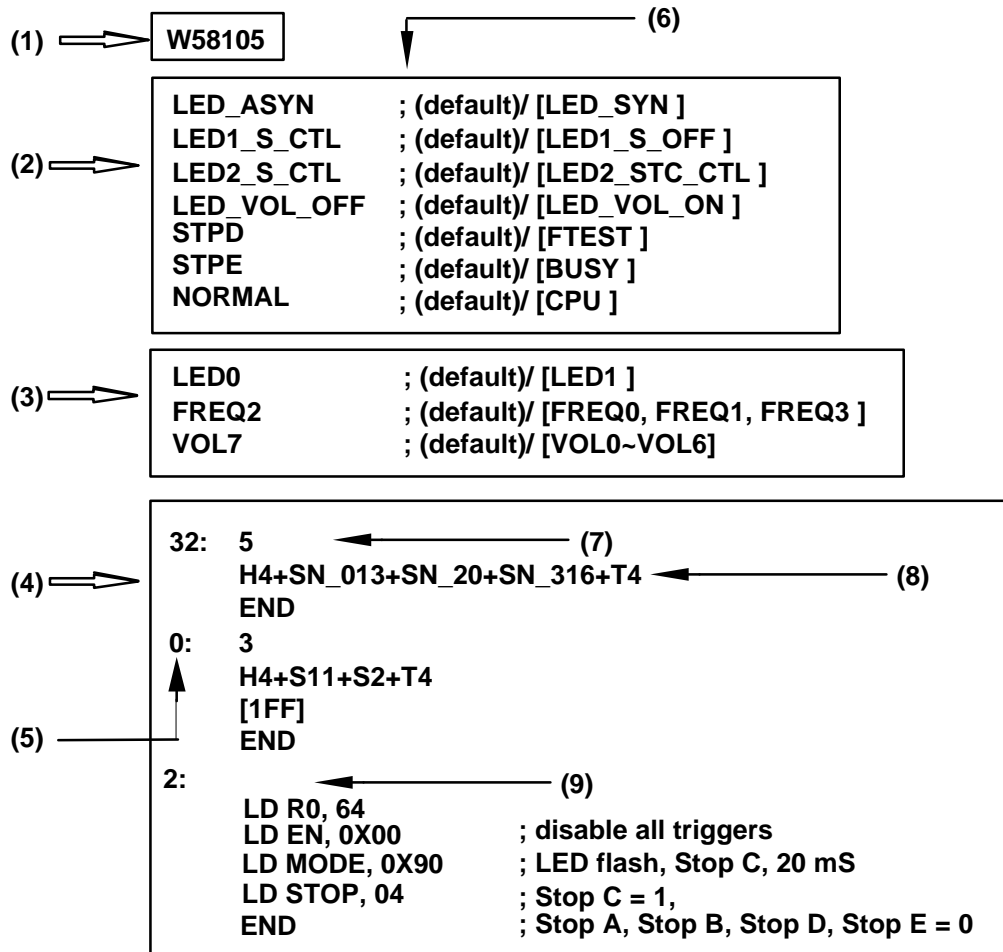 (6)
(1) W58105
LED_ASYN ; (default)/ [LED_SYN ]
LED1_S_CTL ; (default)/ [LED1_S_OFF ]
(2) LED2_S_CTL ; (default)/ [LED2_STC_CTL ]
LED_VOL_OFF ; (default)/ [LED_VOL_ON ]
STPD ; (default)/ [FTEST ]
STPE ; (default)/ [BUSY ]
NORMAL ; (default)/ [CPU ]
LED0 ; (default)/ [LED1 ]
(3) FREQ2 ; (default)/ [FREQ0, FREQ1, FREQ3 ]
VOL7 ; (default)/ [VOL0~VOL6]
32: 5 (7)
(4) H4+SN_013+SN_20+SN_316+T4 (8)
END
0: 3
H4+S11+S2+T4
[1FF]
(5) END
2: (9)
LD R0, 64
LD EN, 0X00 ; disable all triggers
LD MODE, 0X90 ; LED flash, Stop C, 20 mS
LD STOP, 04 ; Stop C = 1,
END ; Stop A, Stop B, Stop D, Stop E = 0